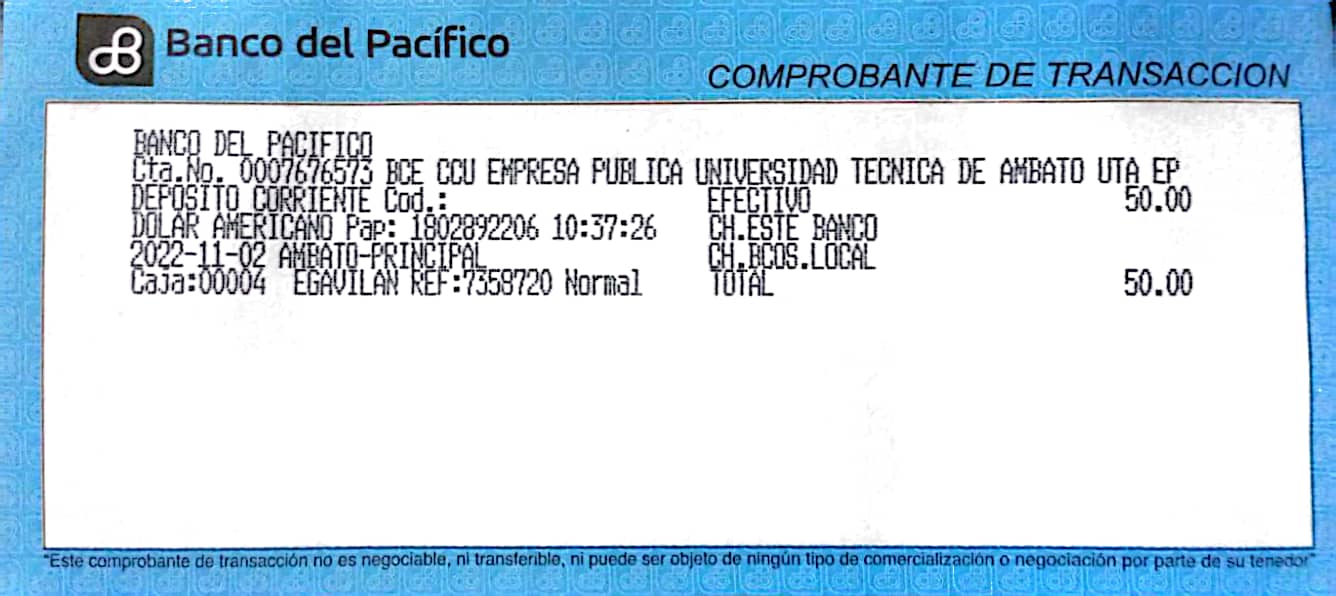 Banco del Pacífico
COMPROBANTE DE TRANSACCION
BANCO DEL PACIFICO
Cta.No. 0007676573 BCE CCU EMPRESA PUBLICA UNIVERSIDAD TECNICA DE AMBATO UTA EP
DEPOSITO CORRIENTE Cod.: EFECTIVO 50.00
DOLAR AMERICANO Pap: 1802892206 10:37:26 CH.ESTE BANCO
2022-11-02 AMBATO-PRINCIPAL CH.BCOS.LOCAL
Caja:00004 EGAVILAN REF:7358720 Normal TOTAL 50.00
"Este comprobante de transacción no es negociable, ni transferible, ni puede ser objeto de ningún tipo de comercialización o negociación por parte de su tenedor"